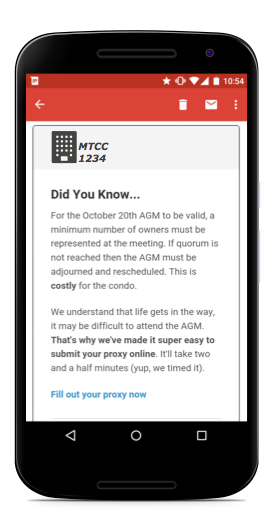 10:54
MTCC
1234
Did You Know...
For the October 20th AGM to be valid, a
minimum number of owners must be
represented at the meeting. If quorum is
not reached then the AGM must be
adjourned and rescheduled. This is
costly for the condo.
We understand that life gets in the way,
it may be difficult to attend the AGM.
That's why we've made it super easy to
submit your proxy online. It'll take two
and a half minutes (yup, we timed it).
Fill out your proxy now